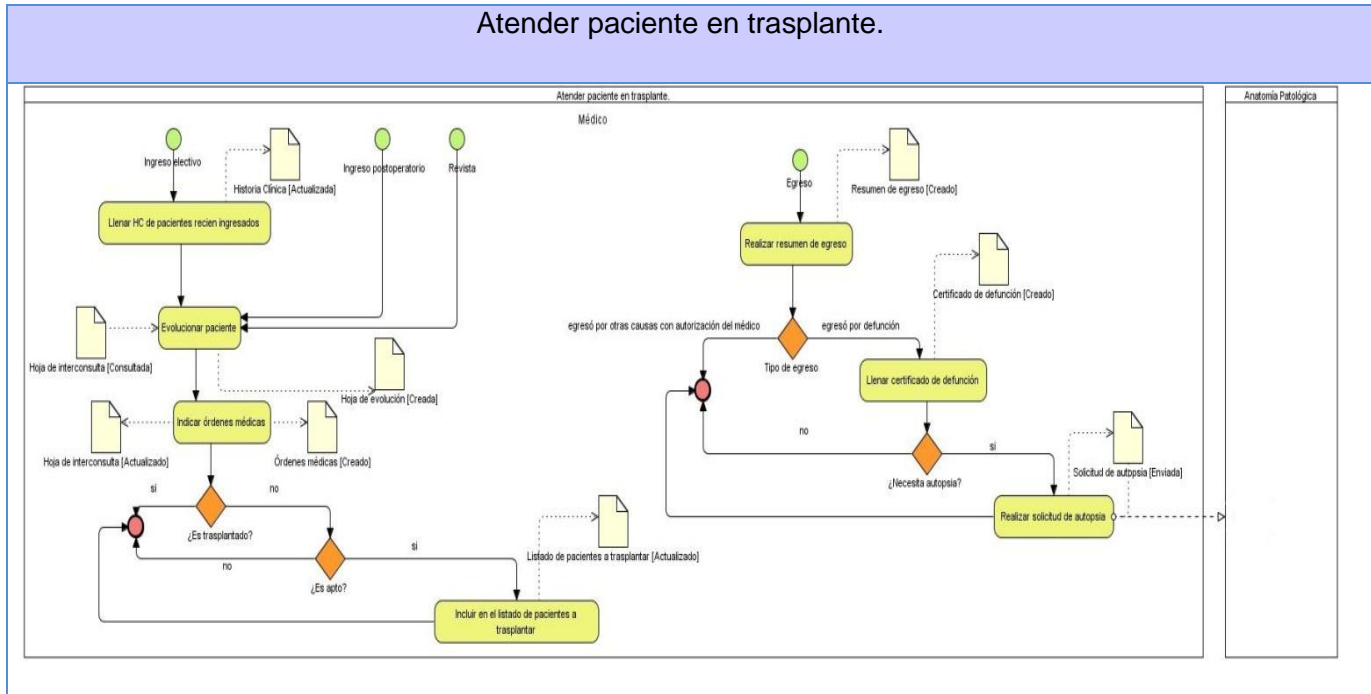 Atender paciente en trasplante.
Atender paciente en trasplante.
Anatomía Patológica
Médico
Ingreso electivo
Historia Clínica [Actualizada]
Ingreso postoperatorio
Revista
Egreso
Resumen de egreso [Creado]
Llenar HC de pacientes recien ingresados
Realizar resumen de egreso
Certificado de defunción [Creado]
Evolucionar paciente
egresó por otras causas con autorización del médico
egresó por defunción
Tipo de egreso
Hoja de interconsulta [Consultada]
Llenar certificado de defunción
Hoja de evolución [Creada]
Indicar órdenes médicas
Hoja de interconsulta [Actualizado]
Órdenes médicas [Creado]
no
si
Solicitud de autopsia [Enviada]
¿Necesita autopsia?
sí
no
Realizar solicitud de autopsia
¿Es trasplantado?
si
Listado de pacientes a trasplantar [Actualizado]
no
¿Es apto?
Incluir en el listado de pacientes a
trasplantar